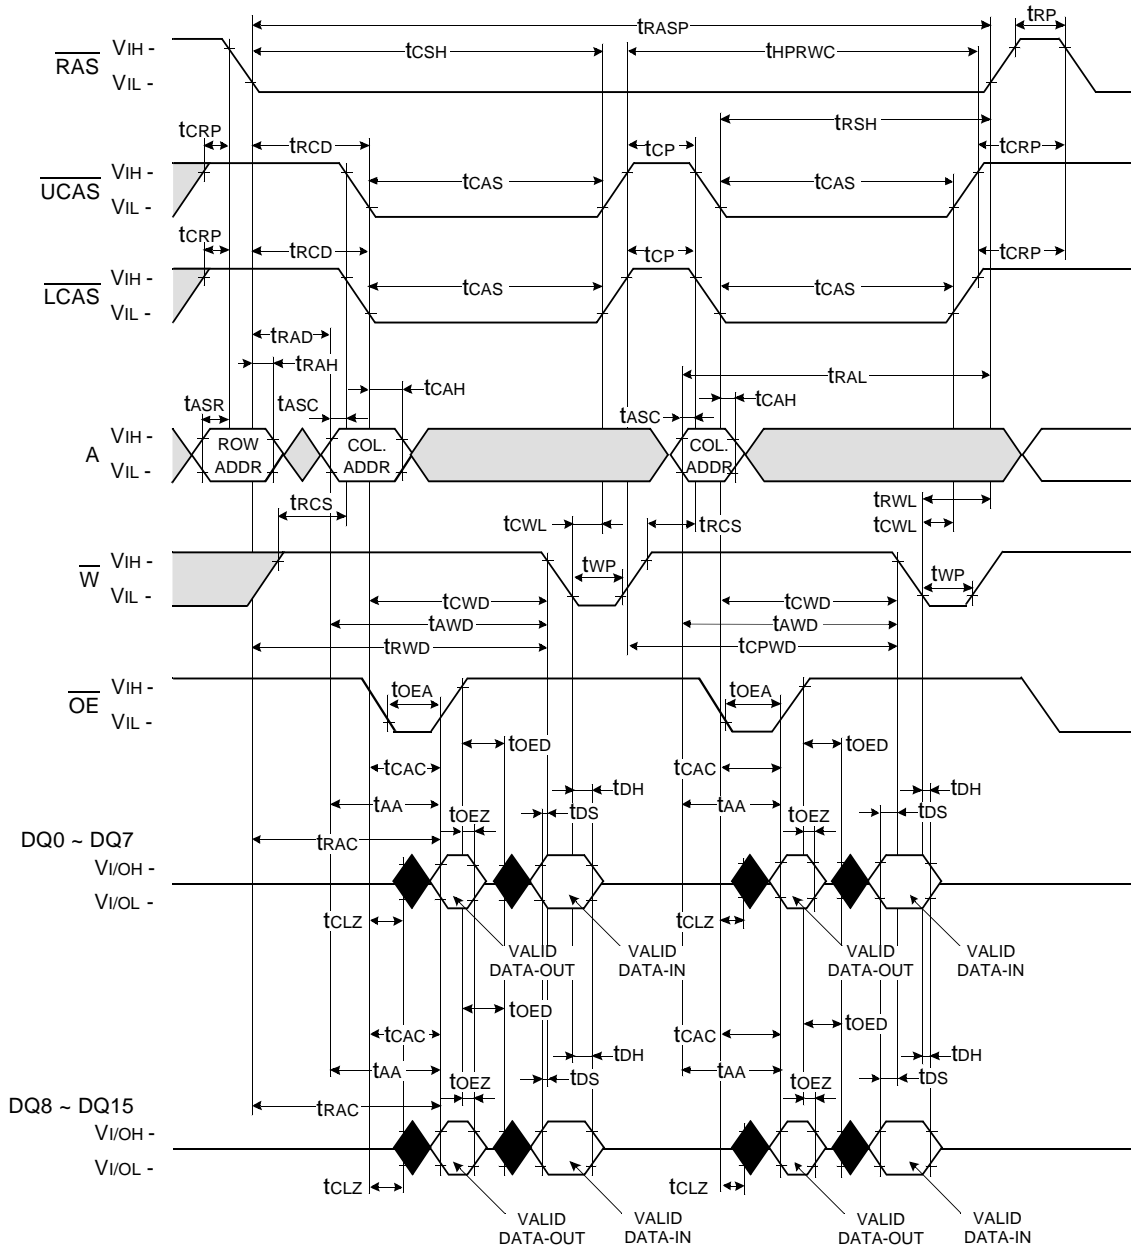 tRASP
tRP
tCSH
tHPRWC
RAS
VIH -
VIL -
tRSH
tCRP
tRCD
tCP
tCRP
UCAS
VIH -
VIL -
tCAS
tCAS
tCRP
tRCD
tCP
tCRP
LCAS
VIH -
VIL -
tCAS
tCAS
tRAD
tRAH
tCAH
tRAL
tCAH
tASR
tASC
tASC
A
VIH -
VIL -
ROW
ADDR
COL.
ADDR
COL.
ADDR
tRCS
tCWL
tRCS
tRWL
tCWL
W
VIH -
VIL -
tWP
tWP
tCWD
tCWD
tAWD
tAWD
tRWD
tCPWD
OE
VIH -
VIL -
tOEA
tOEA
tOED
tOED
tCAC
tCAC
tDH
tDH
tAA
tOEZ
tDS
tAA
tOEZ
tDS
tRAC
DQ0 ~ DQ7
VI/OH -
VI/OL -
tCLZ
tCLZ
VALID
DATA-OUT
VALID
DATA-IN
VALID
DATA-OUT
VALID
DATA-IN
tOED
tOED
tCAC
tCAC
tDH
tDH
tAA
tOEZ
tDS
tAA
tOEZ
tDS
tRAC
DQ8 ~ DQ15
VI/OH -
VI/OL -
tCLZ
tCLZ
VALID
DATA-OUT
VALID
DATA-IN
VALID
DATA-OUT
VALID
DATA-IN